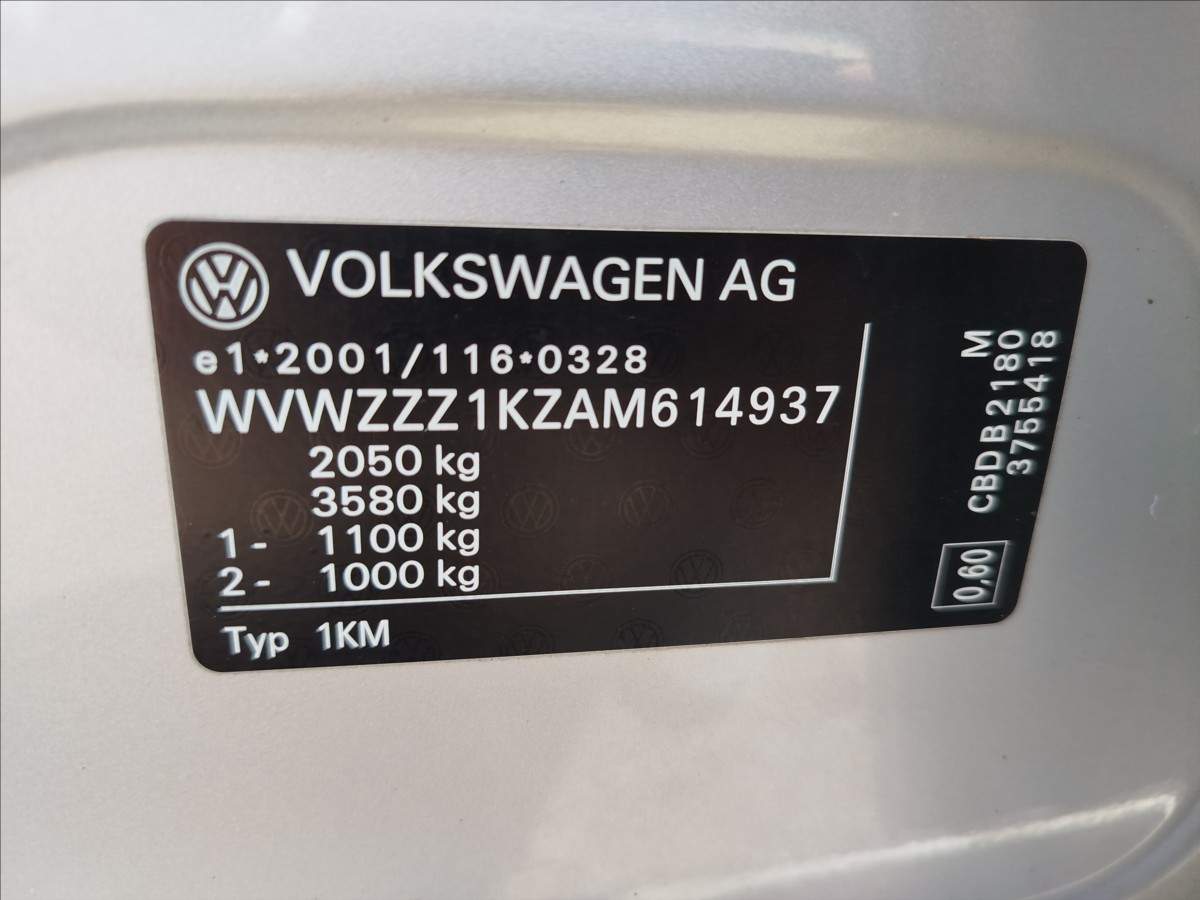 VOLKSWAGEN AG
e1*2001/116*0328
WVWZZZ1KZAM614937
2050 kg
3580 kg
1- 1100 kg
2- 1000 kg
Typ 1KM
M
CBDB2180
37555418
0,60